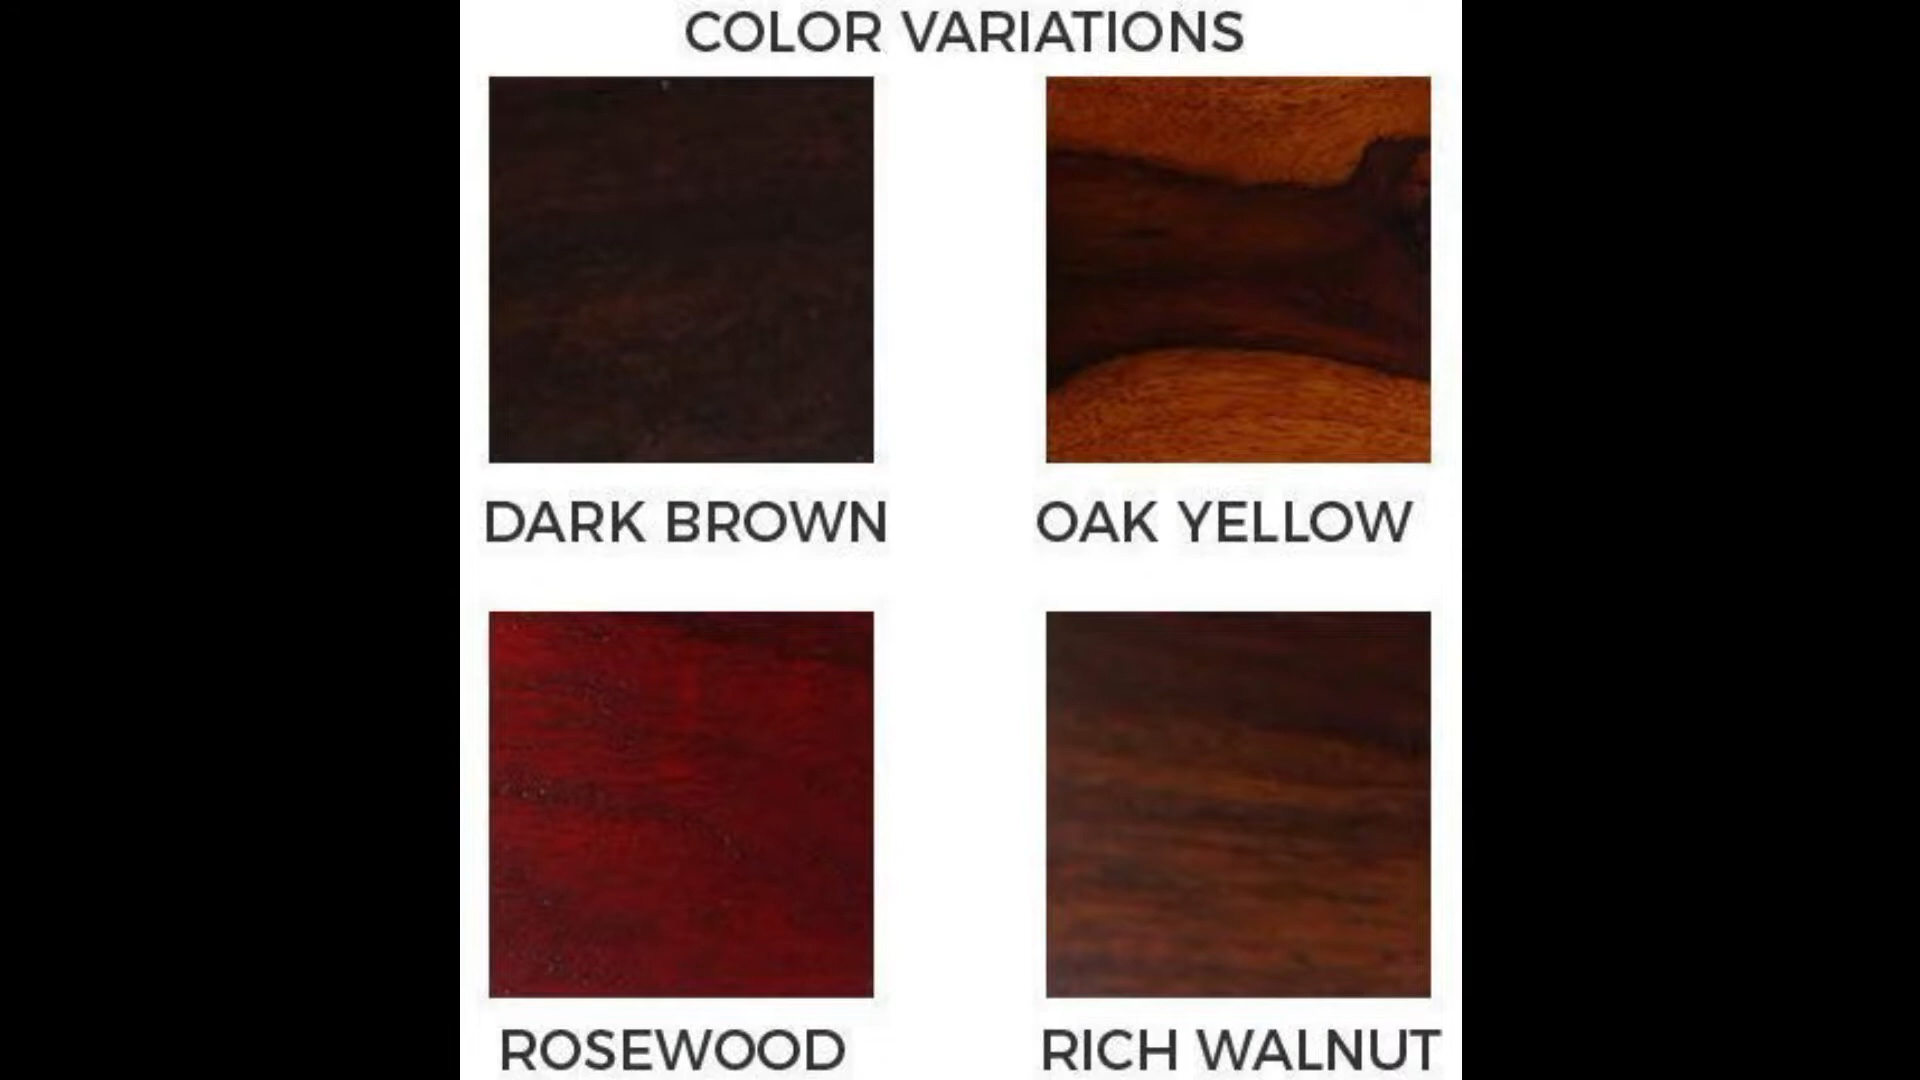 COLOR VARIATIONS
DARK BROWN
OAK YELLOW
ROSEWOOD
RICH WALNUT